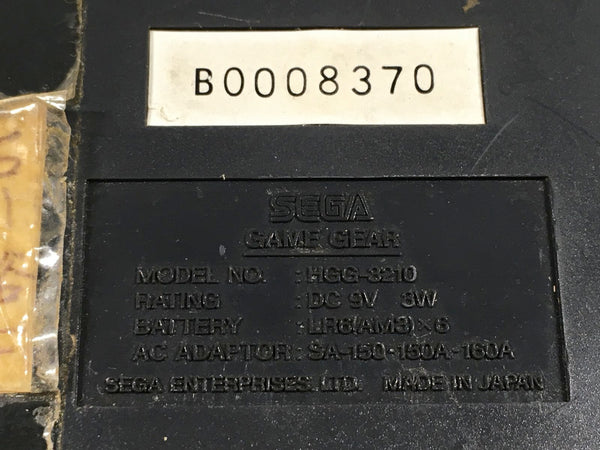 B0008370
SEGA
GAME GEAR
MODEL NO. : HGG-3210
RATING : DC 9V 3W
BATTERY : LR6(AM3)×6
AC ADAPTOR : SA-150·150A·160A
SEGA ENTERPRISES, LTD. MADE IN JAPAN